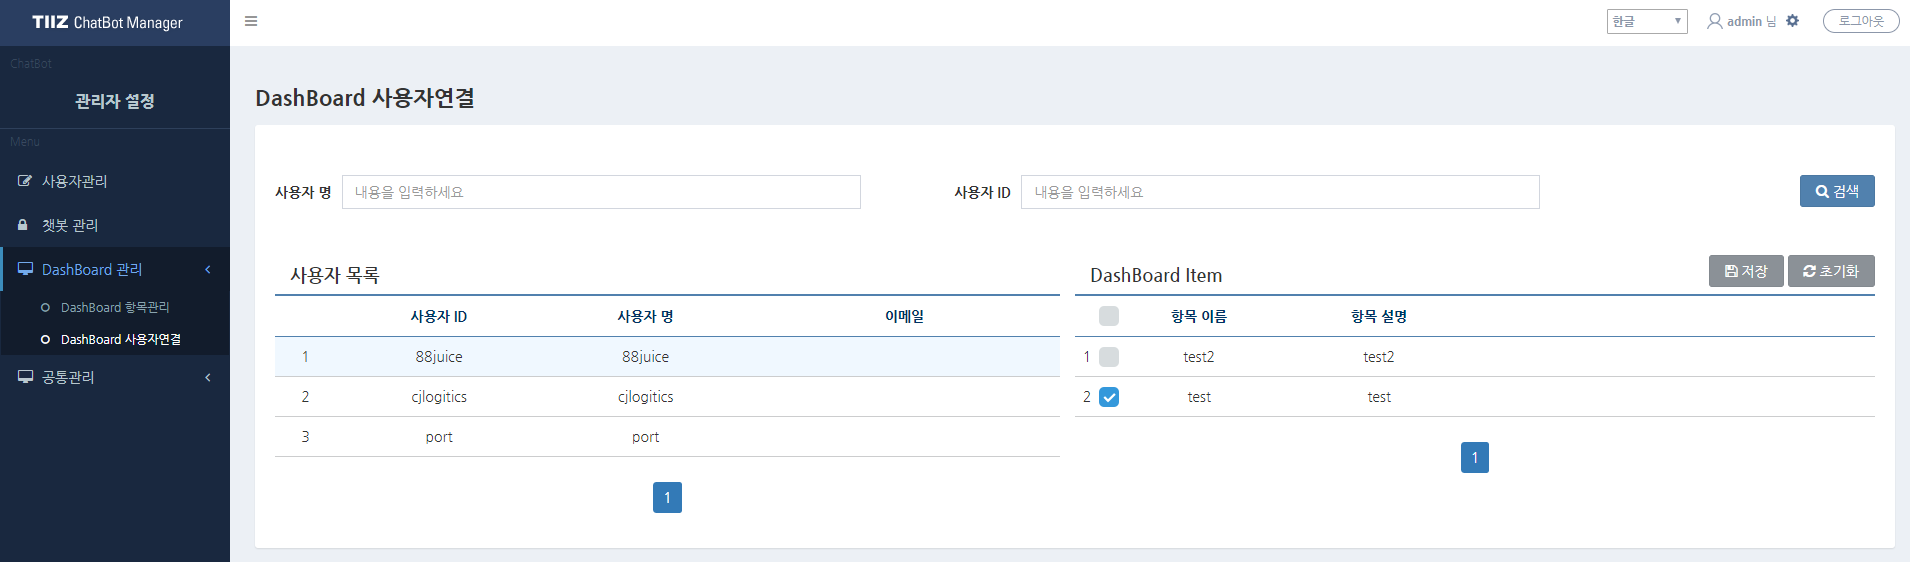 TIIZ ChatBot Manager
한글
admin 님
로그아웃
ChatBot
관리자 설정
Menu
사용자관리
챗봇 관리
DashBoard 관리
DashBoard 항목관리
DashBoard 사용자연결
공통관리
DashBoard 사용자연결
사용자 명 내용을 입력하세요 사용자 ID 내용을 입력하세요 검색
사용자 목록
사용자 ID 사용자 명 이메일
1 88juice 88juice
2 cjlogitics cjlogitics
3 port port
1
DashBoard Item 저장 초기화
항목 이름 항목 설명
1 test2 test2
2 test test
1